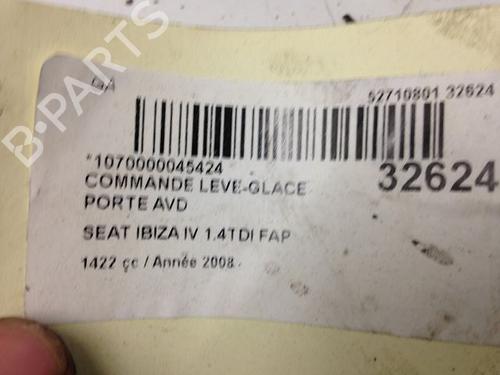 B-PARTS
GA
52710801 32624
*1070000045424
32624
COMMANDE LEVE-GLACE
PORTE AVD
SEAT IBIZA IV 1.4TDI FAP
1422 cc / Année 2008